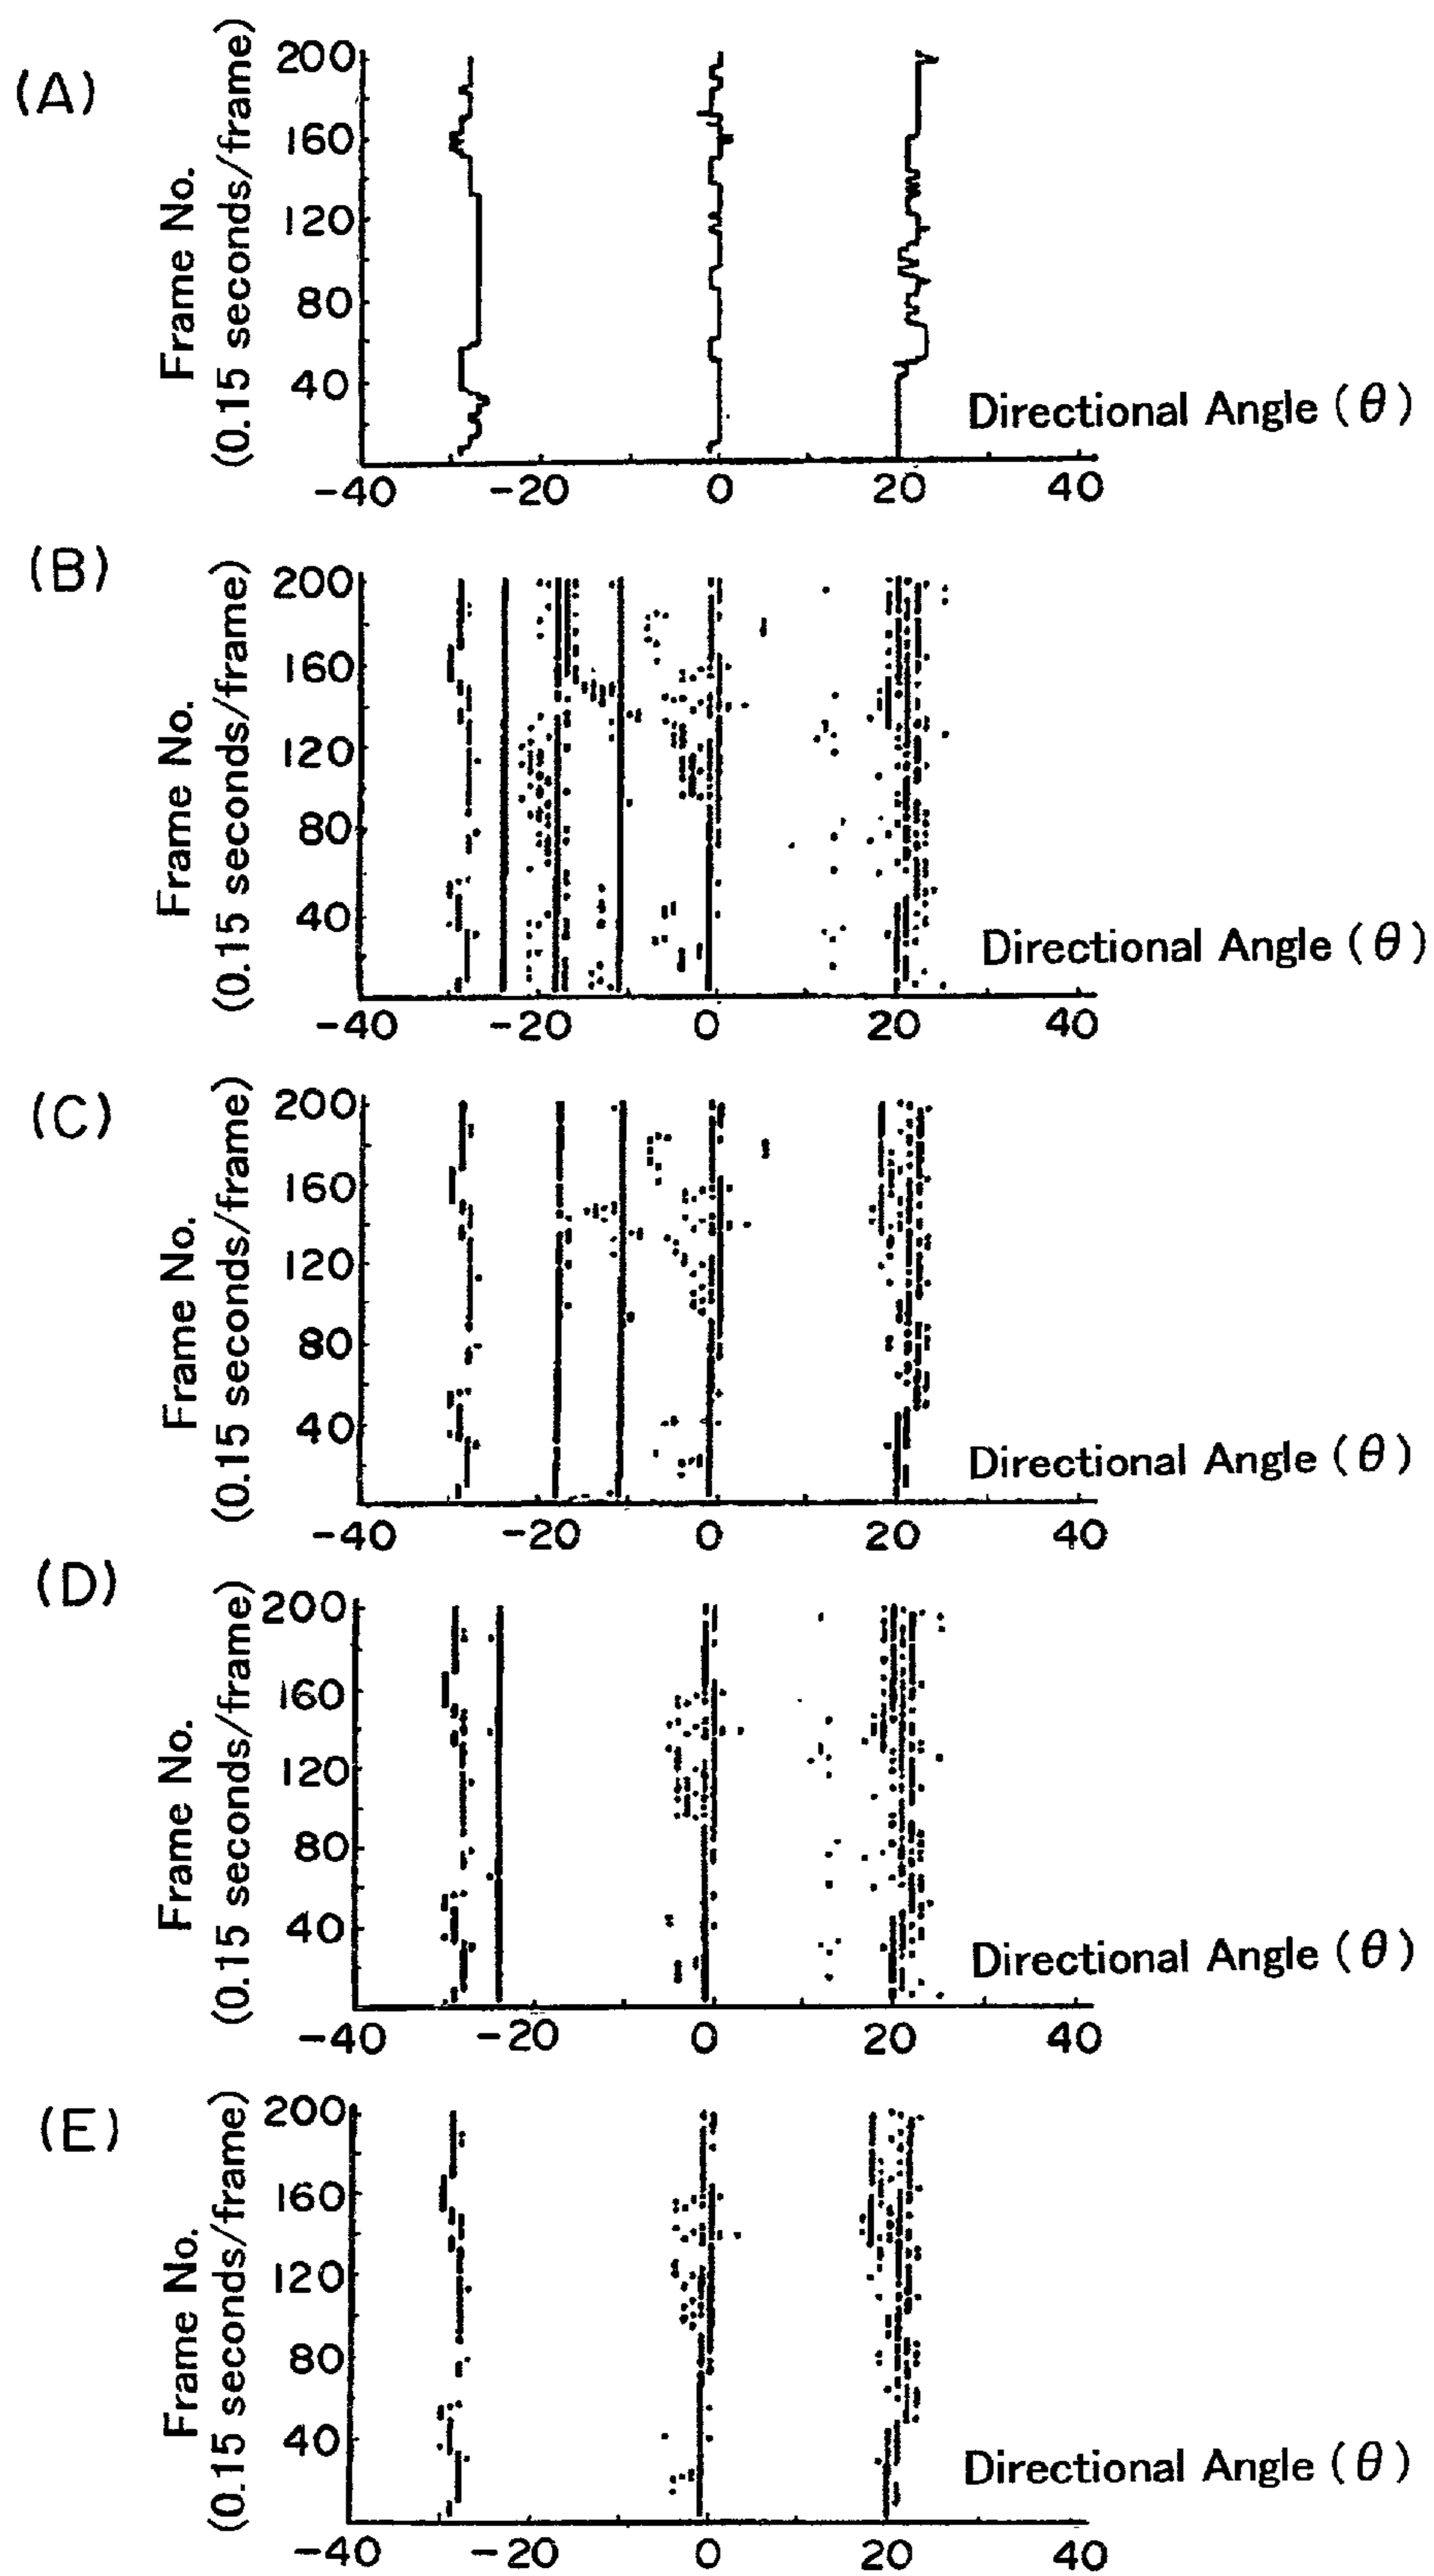 (A)
Frame No.
(0.15 seconds/frame)
200
160
120
80
40
Directional Angle (θ)
-40 -20 0 20 40
(B)
Frame No.
(0.15 seconds/frame)
200
160
120
80
40
Directional Angle (θ)
-40 -20 0 20 40
(C)
Frame No.
(0.15 seconds/frame)
200
160
120
80
40
Directional Angle (θ)
-40 -20 0 20 40
(D)
Frame No.
(0.15 seconds/frame)
200
160
120
80
40
Directional Angle (θ)
-40 -20 0 20 40
(E)
Frame No.
(0.15 seconds/frame)
200
160
120
80
40
Directional Angle (θ)
-40 -20 0 20 40